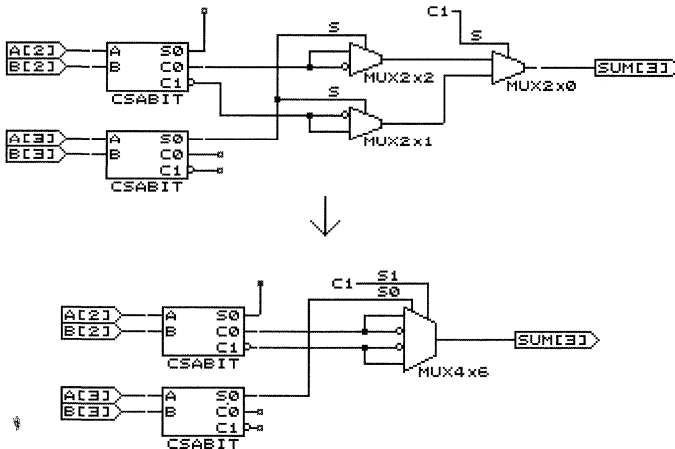 C1
S
S
A[2]
A
S0
B[2]
B
C0
MUX2x2
MUX2x0
SUM[3]
C1
CSABIT
S
A[3]
A
S0
B[3]
B
C0
MUX2x1
C1
CSABIT
C1
S1
S0
A[2]
A
S0
B[2]
B
C0
SUM[3]
C1
CSABIT
MUX4x6
A[3]
A
S0
B[3]
B
C0
C1
CSABIT